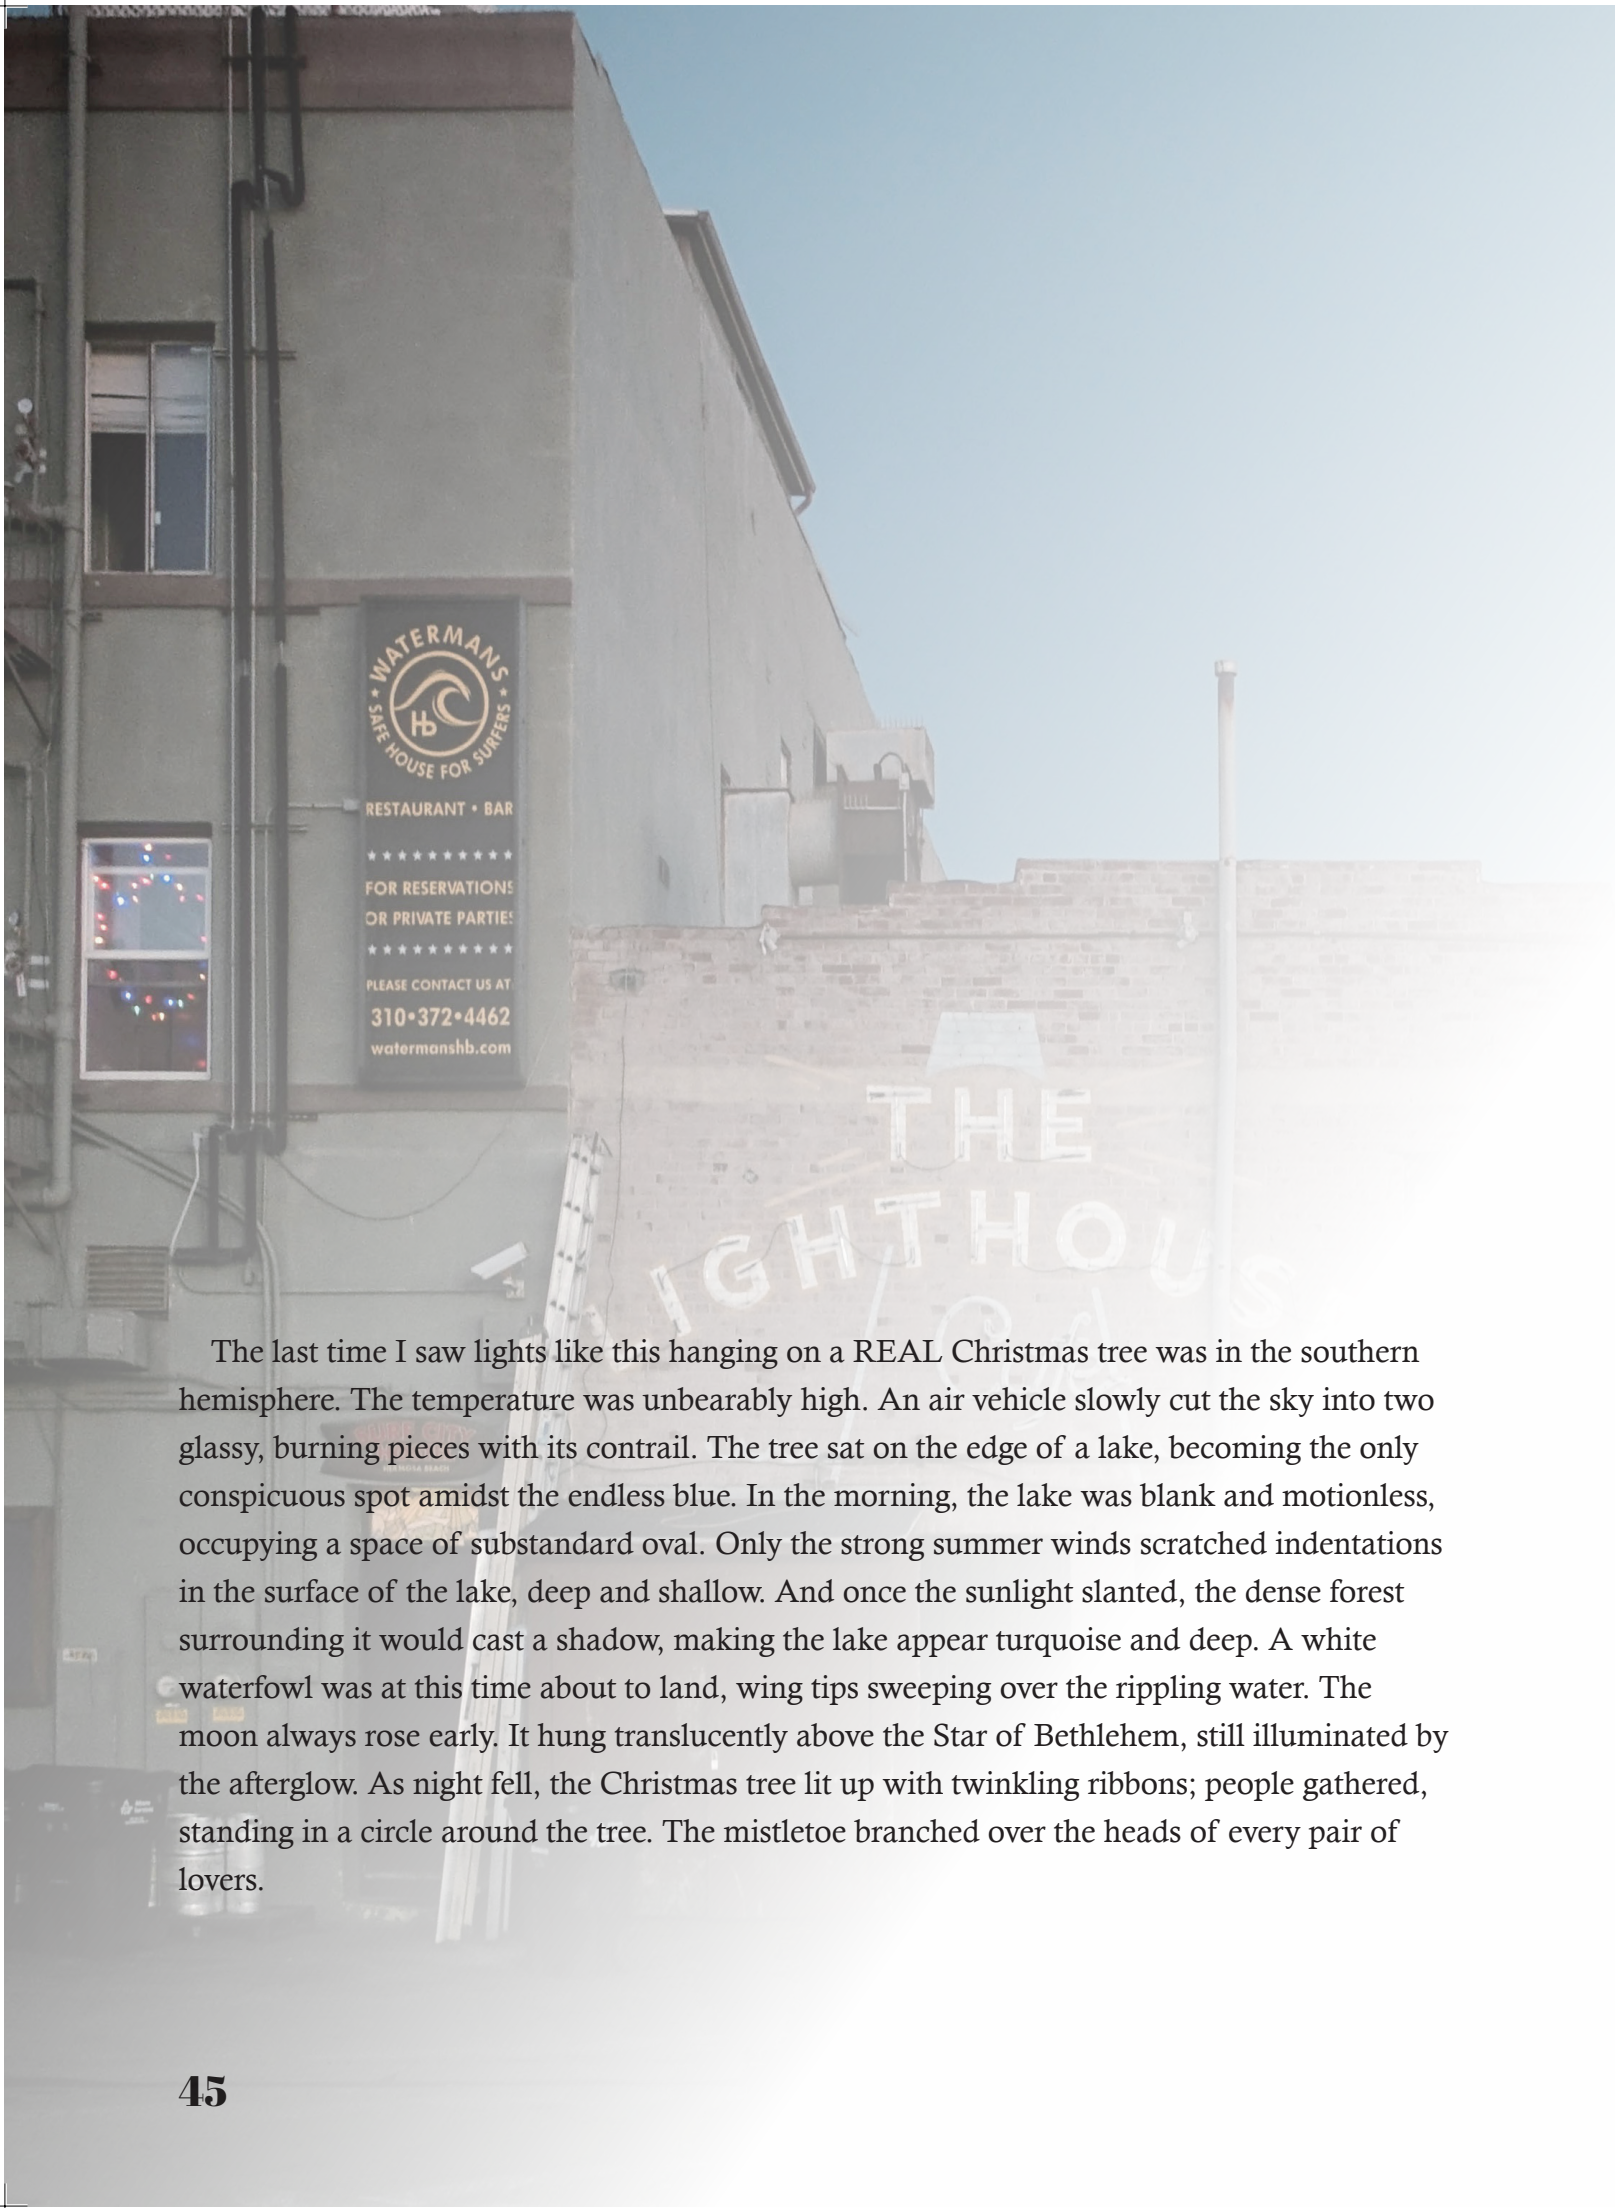 WATERMANS
SAFE HOUSE FOR SURFERS
Hb
RESTAURANT • BAR
FOR RESERVATIONS
OR PRIVATE PARTIES
PLEASE CONTACT US AT
310•372•4462
watermanshb.com
THE
LIGHTHOUS
Cafe
SURF CITY
HERMOSA BEACH
The last time I saw lights like this hanging on a REAL Christmas tree was in the southern
hemisphere. The temperature was unbearably high. An air vehicle slowly cut the sky into two
glassy, burning pieces with its contrail. The tree sat on the edge of a lake, becoming the only
conspicuous spot amidst the endless blue. In the morning, the lake was blank and motionless,
occupying a space of substandard oval. Only the strong summer winds scratched indentations
in the surface of the lake, deep and shallow. And once the sunlight slanted, the dense forest
surrounding it would cast a shadow, making the lake appear turquoise and deep. A white
waterfowl was at this time about to land, wing tips sweeping over the rippling water. The
moon always rose early. It hung translucently above the Star of Bethlehem, still illuminated by
the afterglow. As night fell, the Christmas tree lit up with twinkling ribbons; people gathered,
standing in a circle around the tree. The mistletoe branched over the heads of every pair of
lovers.
45